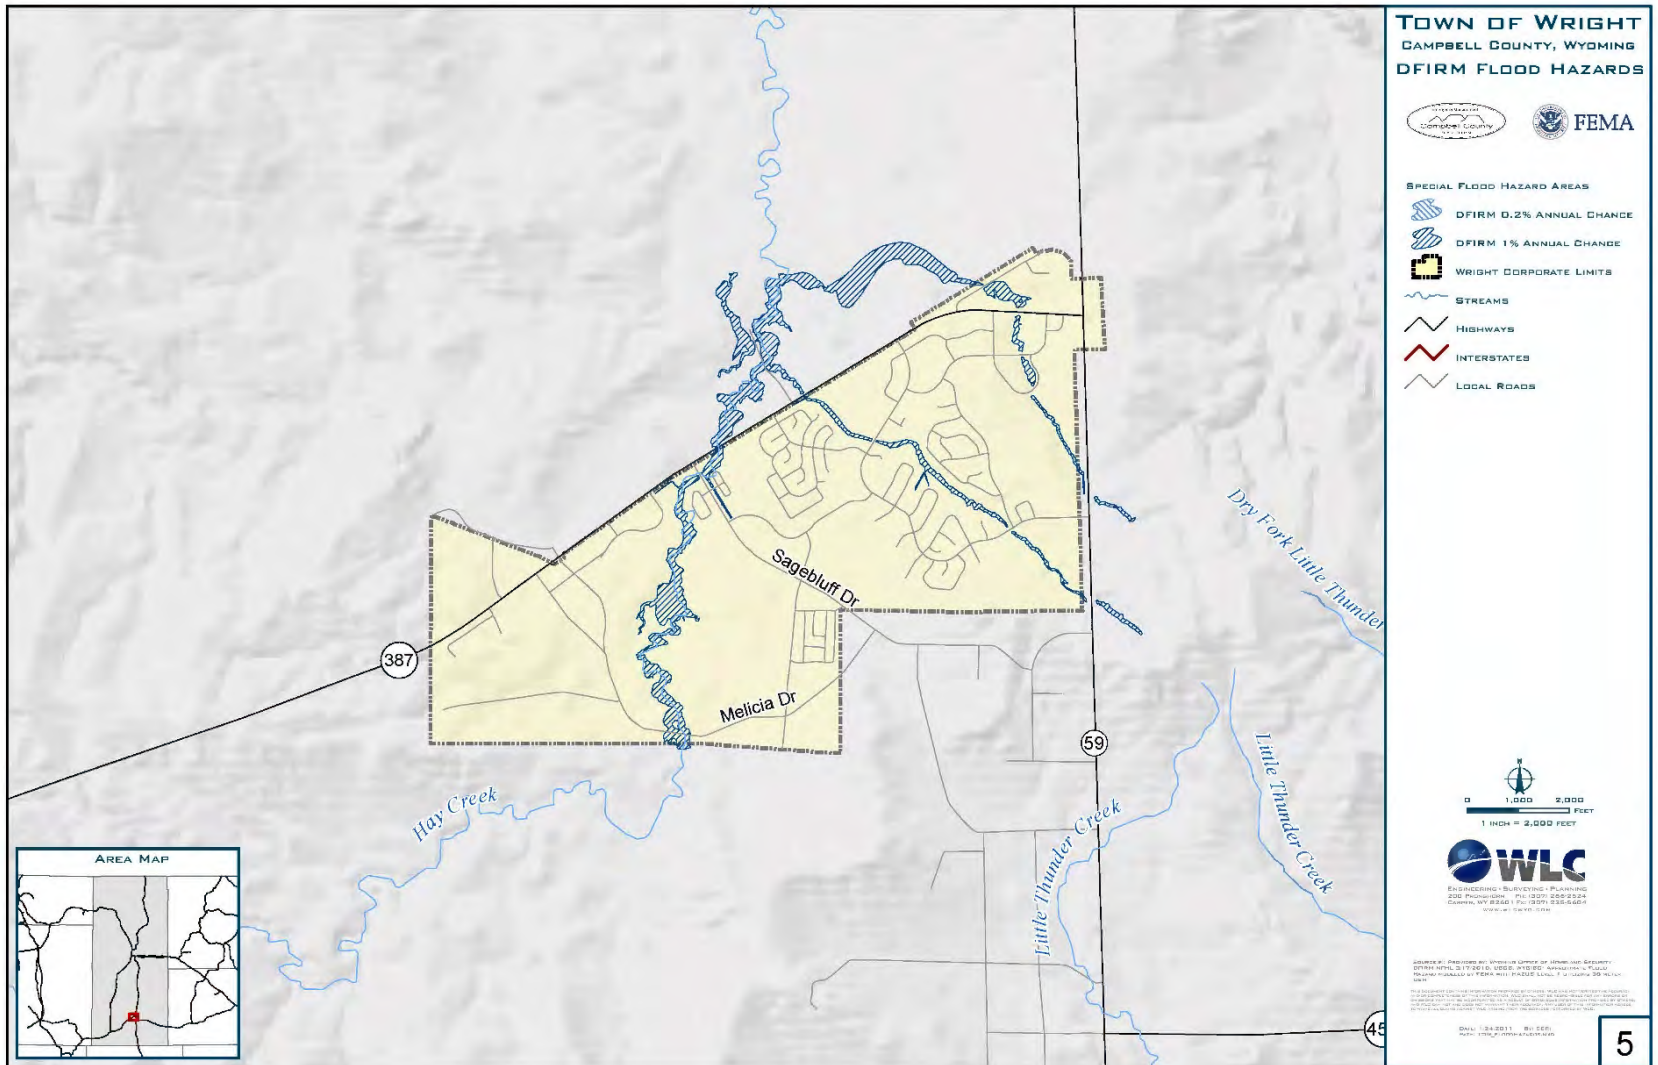 TOWN OF WRIGHT
CAMPBELL COUNTY, WYOMING
DFIRM FLOOD HAZARDS
Campbell County
FEMA
SPECIAL FLOOD HAZARD AREAS
DFIRM 0.2% ANNUAL CHANCE
DFIRM 1% ANNUAL CHANCE
WRIGHT CORPORATE LIMITS
STREAMS
HIGHWAYS
INTERSTATES
LOCAL ROADS
Dry Fork Little Thunder
Sagebluff Dr
387
Melicia Dr
59
Hay Creek
Little Thunder Creek
Little Thunder Creek
45
AREA MAP
N
0 1,000 2,000
FEET
1 INCH = 2,000 FEET
WLC
ENGINEERING • SURVEYING • PLANNING
5